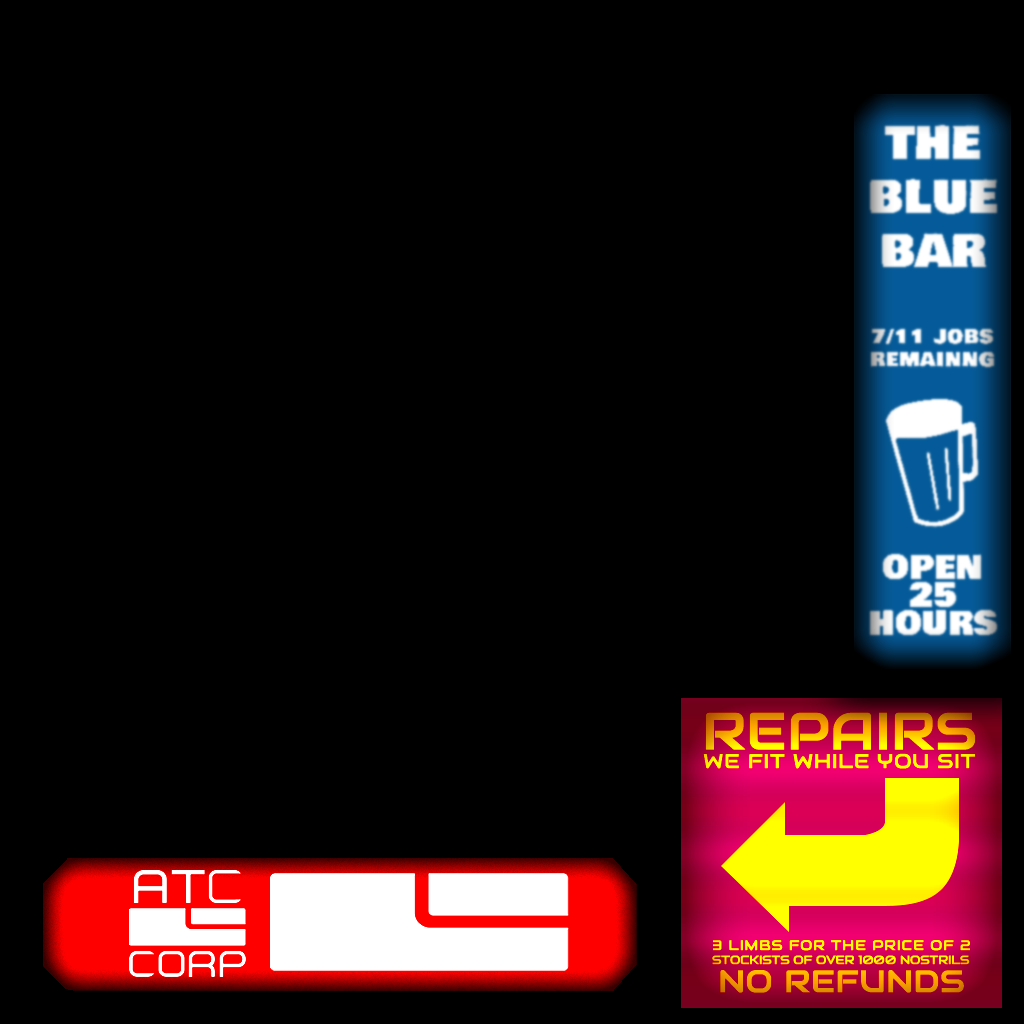 THE
BLUE
BAR
7/11 JOBS
REMAINNG
OPEN
25
HOURS
REPAIRS
WE FIT WHILE YOU SIT
3 LIMBS FOR THE PRICE OF 2
STOCKISTS OF OVER 1000 NOSTRILS
NO REFUNDS
ATC
CORP